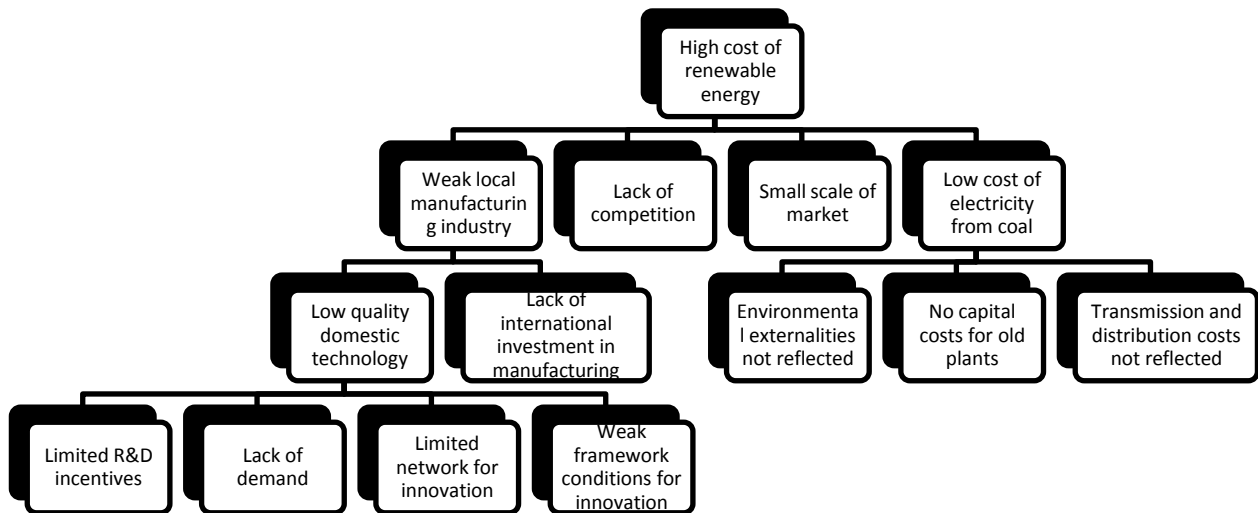 High cost of
renewable
energy
Weak local
manufacturin
g industry
Lack of
competition
Small scale of
market
Low cost of
electricity
from coal
Low quality
domestic
technology
Lack of
international
investment in
manufacturing
Environmenta
l externalities
not reflected
No capital
costs for old
plants
Transmission and
distribution costs
not reflected
Limited R&D
incentives
Lack of
demand
Limited
network for
innovation
Weak
framework
conditions for
innovation